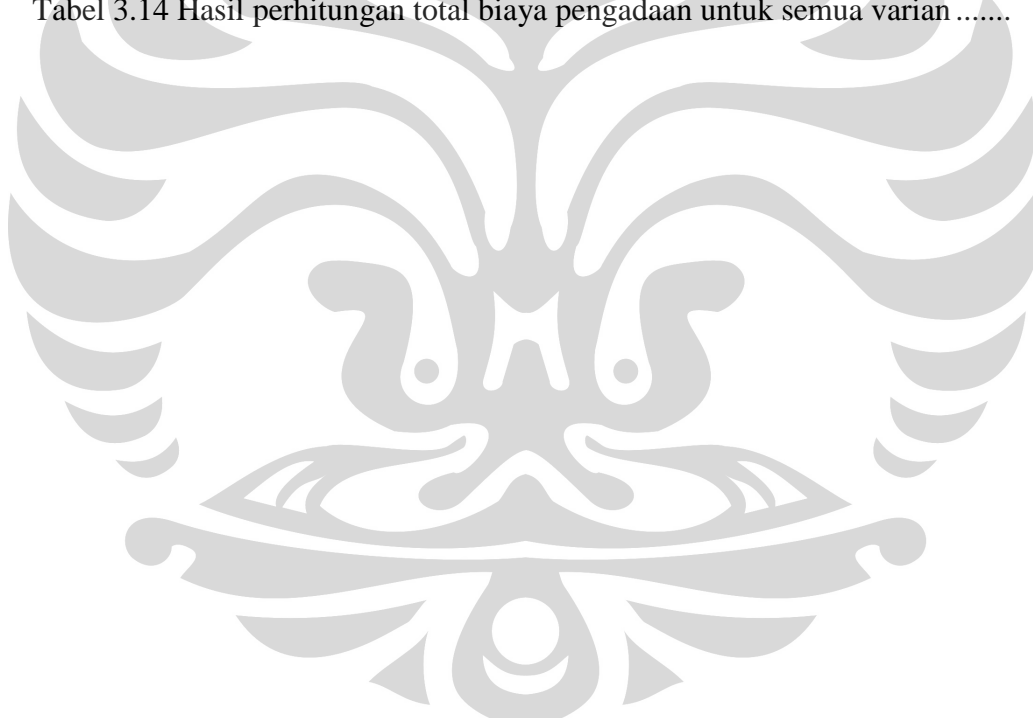 Tabel 3.14 Hasil perhitungan total biaya pengadaan untuk semua varian .......